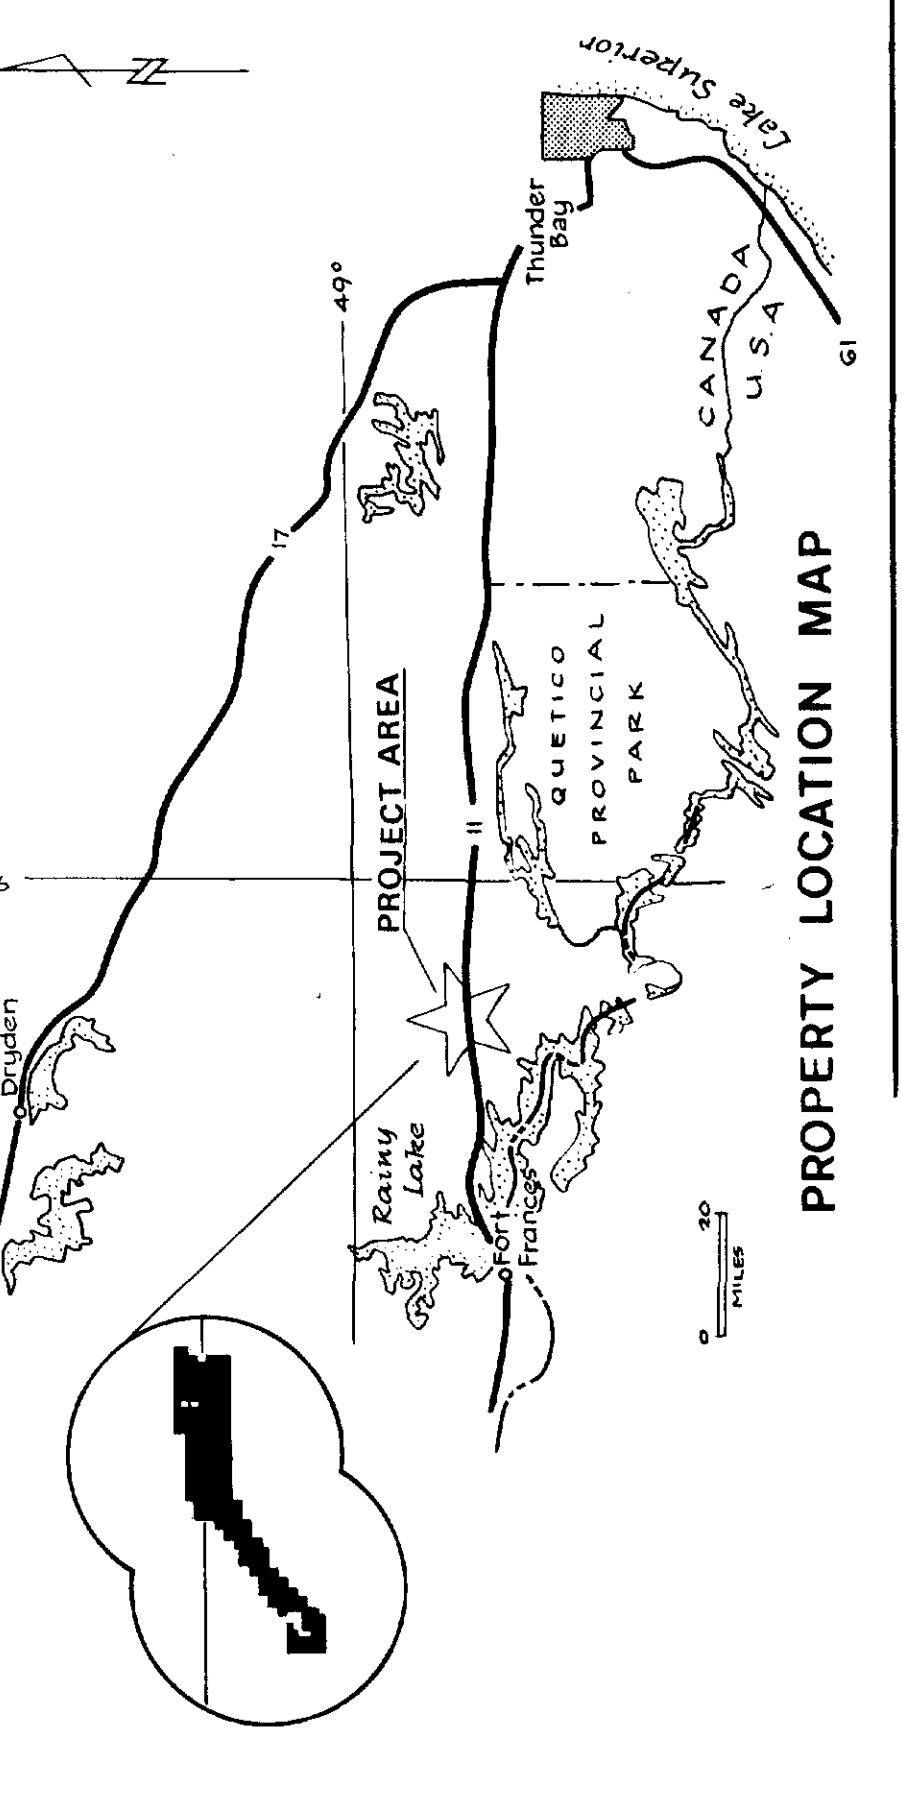 N
Lake Superior
Thunder
Bay
49°
17
CANADA
U.S.A
61
PROJECT AREA
11
QUETICO
PROVINCIAL
PARK
Dryden
Rainy
Lake
Fort
Frances
0 20
MILES
PROPERTY LOCATION MAP